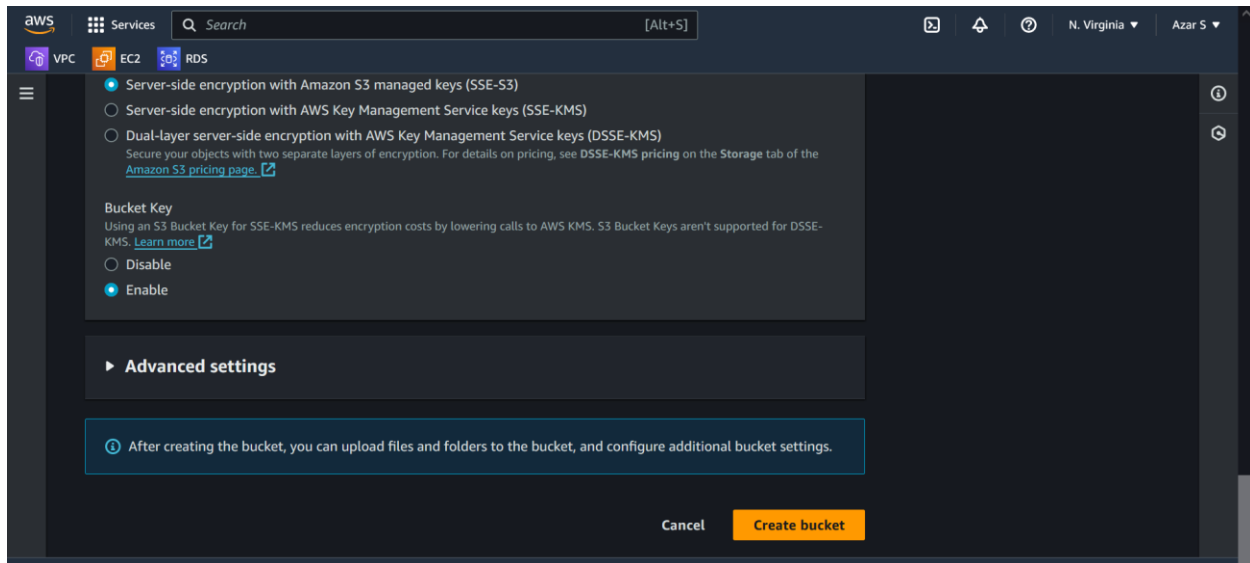 aws
Services
Search
[Alt+S]
N. Virginia ▼
Azar S ▼
VPC
EC2
RDS
Server-side encryption with Amazon S3 managed keys (SSE-S3)
Server-side encryption with AWS Key Management Service keys (SSE-KMS)
Dual-layer server-side encryption with AWS Key Management Service keys (DSSE-KMS)
Secure your objects with two separate layers of encryption. For details on pricing, see DSSE-KMS pricing on the Storage tab of the
Amazon S3 pricing page.
Bucket Key
Using an S3 Bucket Key for SSE-KMS reduces encryption costs by lowering calls to AWS KMS. S3 Bucket Keys aren't supported for DSSE-
KMS. Learn more
Disable
Enable
Advanced settings
After creating the bucket, you can upload files and folders to the bucket, and configure additional bucket settings.
Cancel
Create bucket